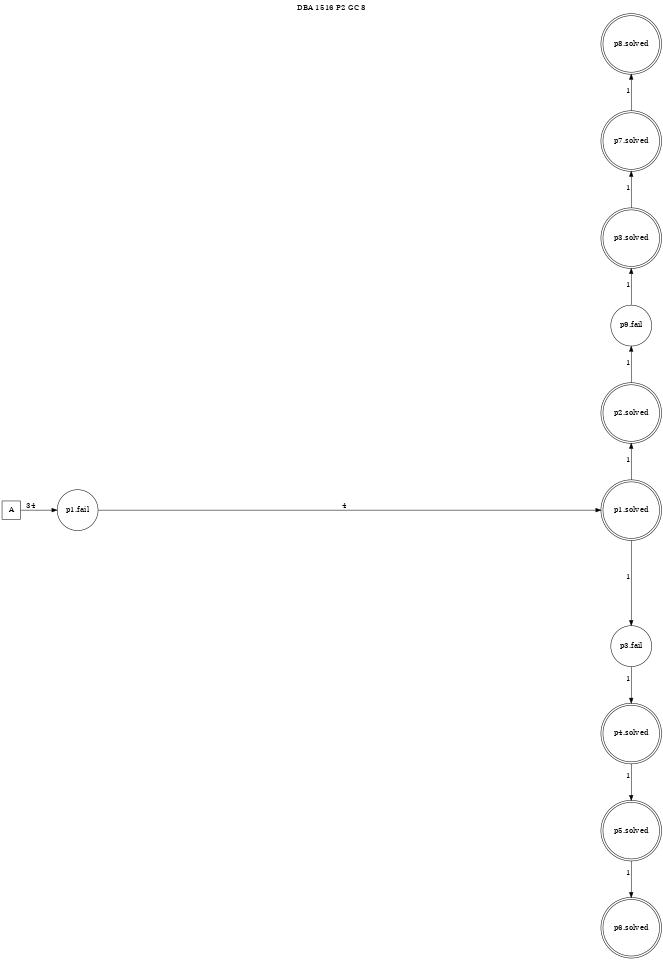 DBA 1516 P2 GC 8
p8.solved
1
p7.solved
1
p3.solved
1
p9.fail
1
p2.solved
1
A
34
p1.fail
4
p1.solved
1
p3.fail
1
p4.solved
1
p5.solved
1
p6.solved